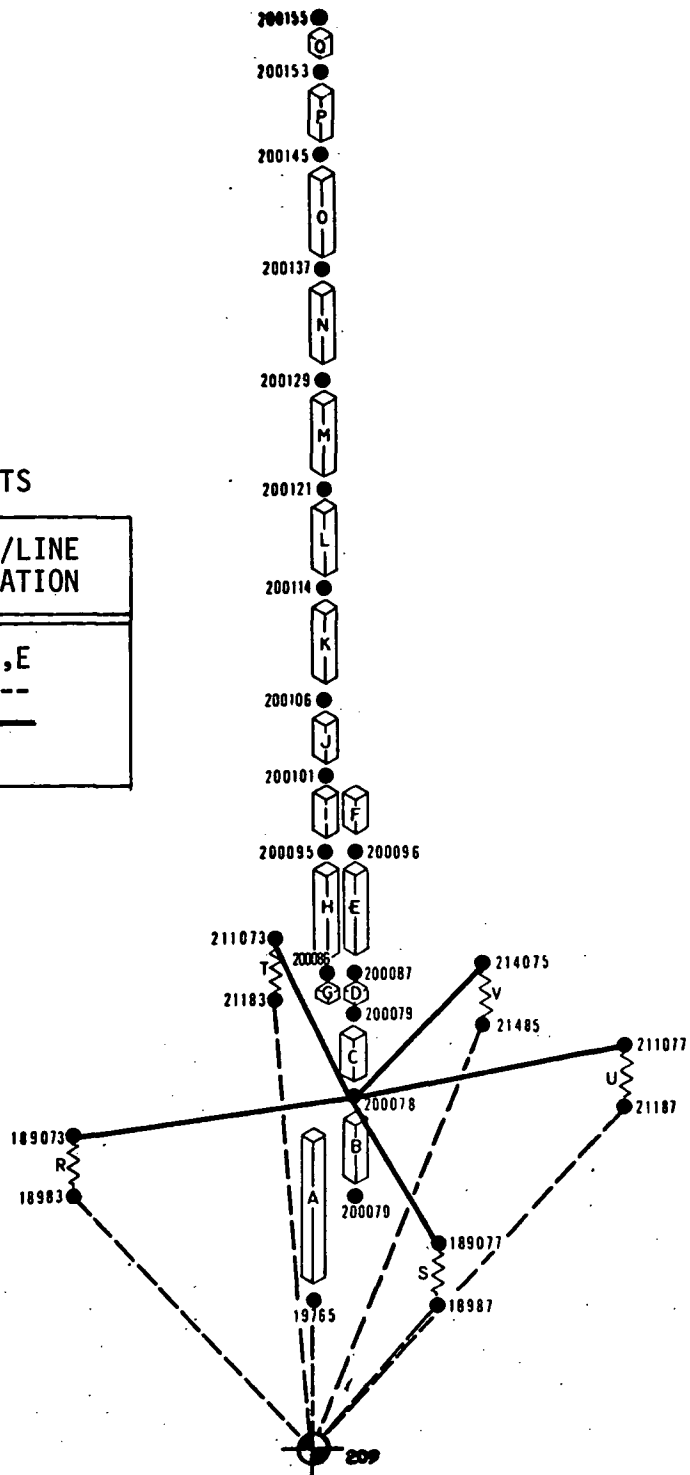 200155
Q
200153
P
200145
O
200137
N
200129
M
200121
TS
/LINE
ATION
L
200114
,E
--
K
200106
J
200101
I F
200095 200096
H E
211073 200086 214075
T 200087 V
G D
21183 200079 21485
C 211077
U
200078 21187
189073
B
R A
18983 200070
189077
S
19765 18987
209